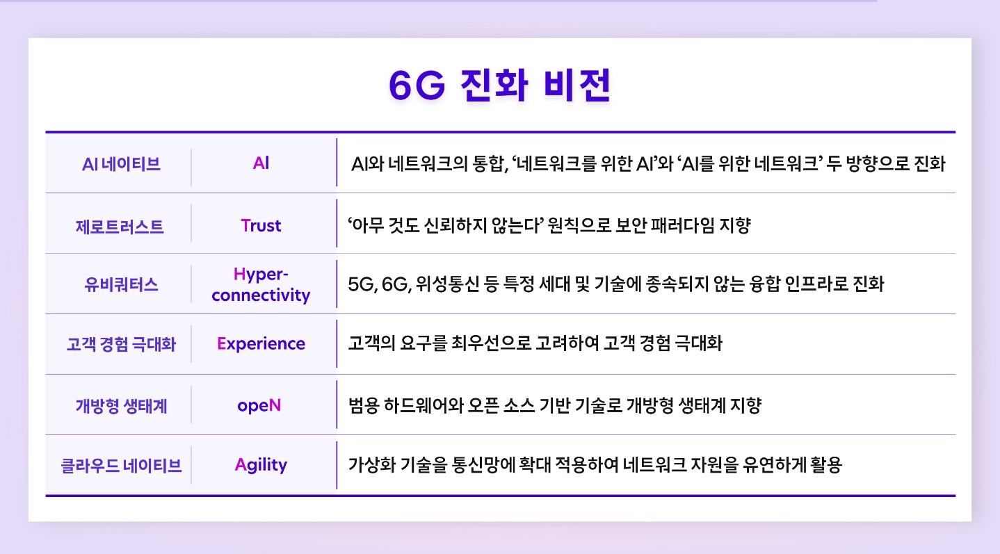 6G 진화 비전
AI 네이티브
AI
AI와 네트워크의 통합, ‘네트워크를 위한 AI’와 ‘AI를 위한 네트워크’ 두 방향으로 진화
제로트러스트
Trust
‘아무 것도 신뢰하지 않는다’ 원칙으로 보안 패러다임 지향
유비쿼터스
Hyper-
connectivity
5G, 6G, 위성통신 등 특정 세대 및 기술에 종속되지 않는 융합 인프라로 진화
고객 경험 극대화
Experience
고객의 요구를 최우선으로 고려하여 고객 경험 극대화
개방형 생태계
opeN
범용 하드웨어와 오픈 소스 기반 기술로 개방형 생태계 지향
클라우드 네이티브
Agility
가상화 기술을 통신망에 확대 적용하여 네트워크 자원을 유연하게 활용